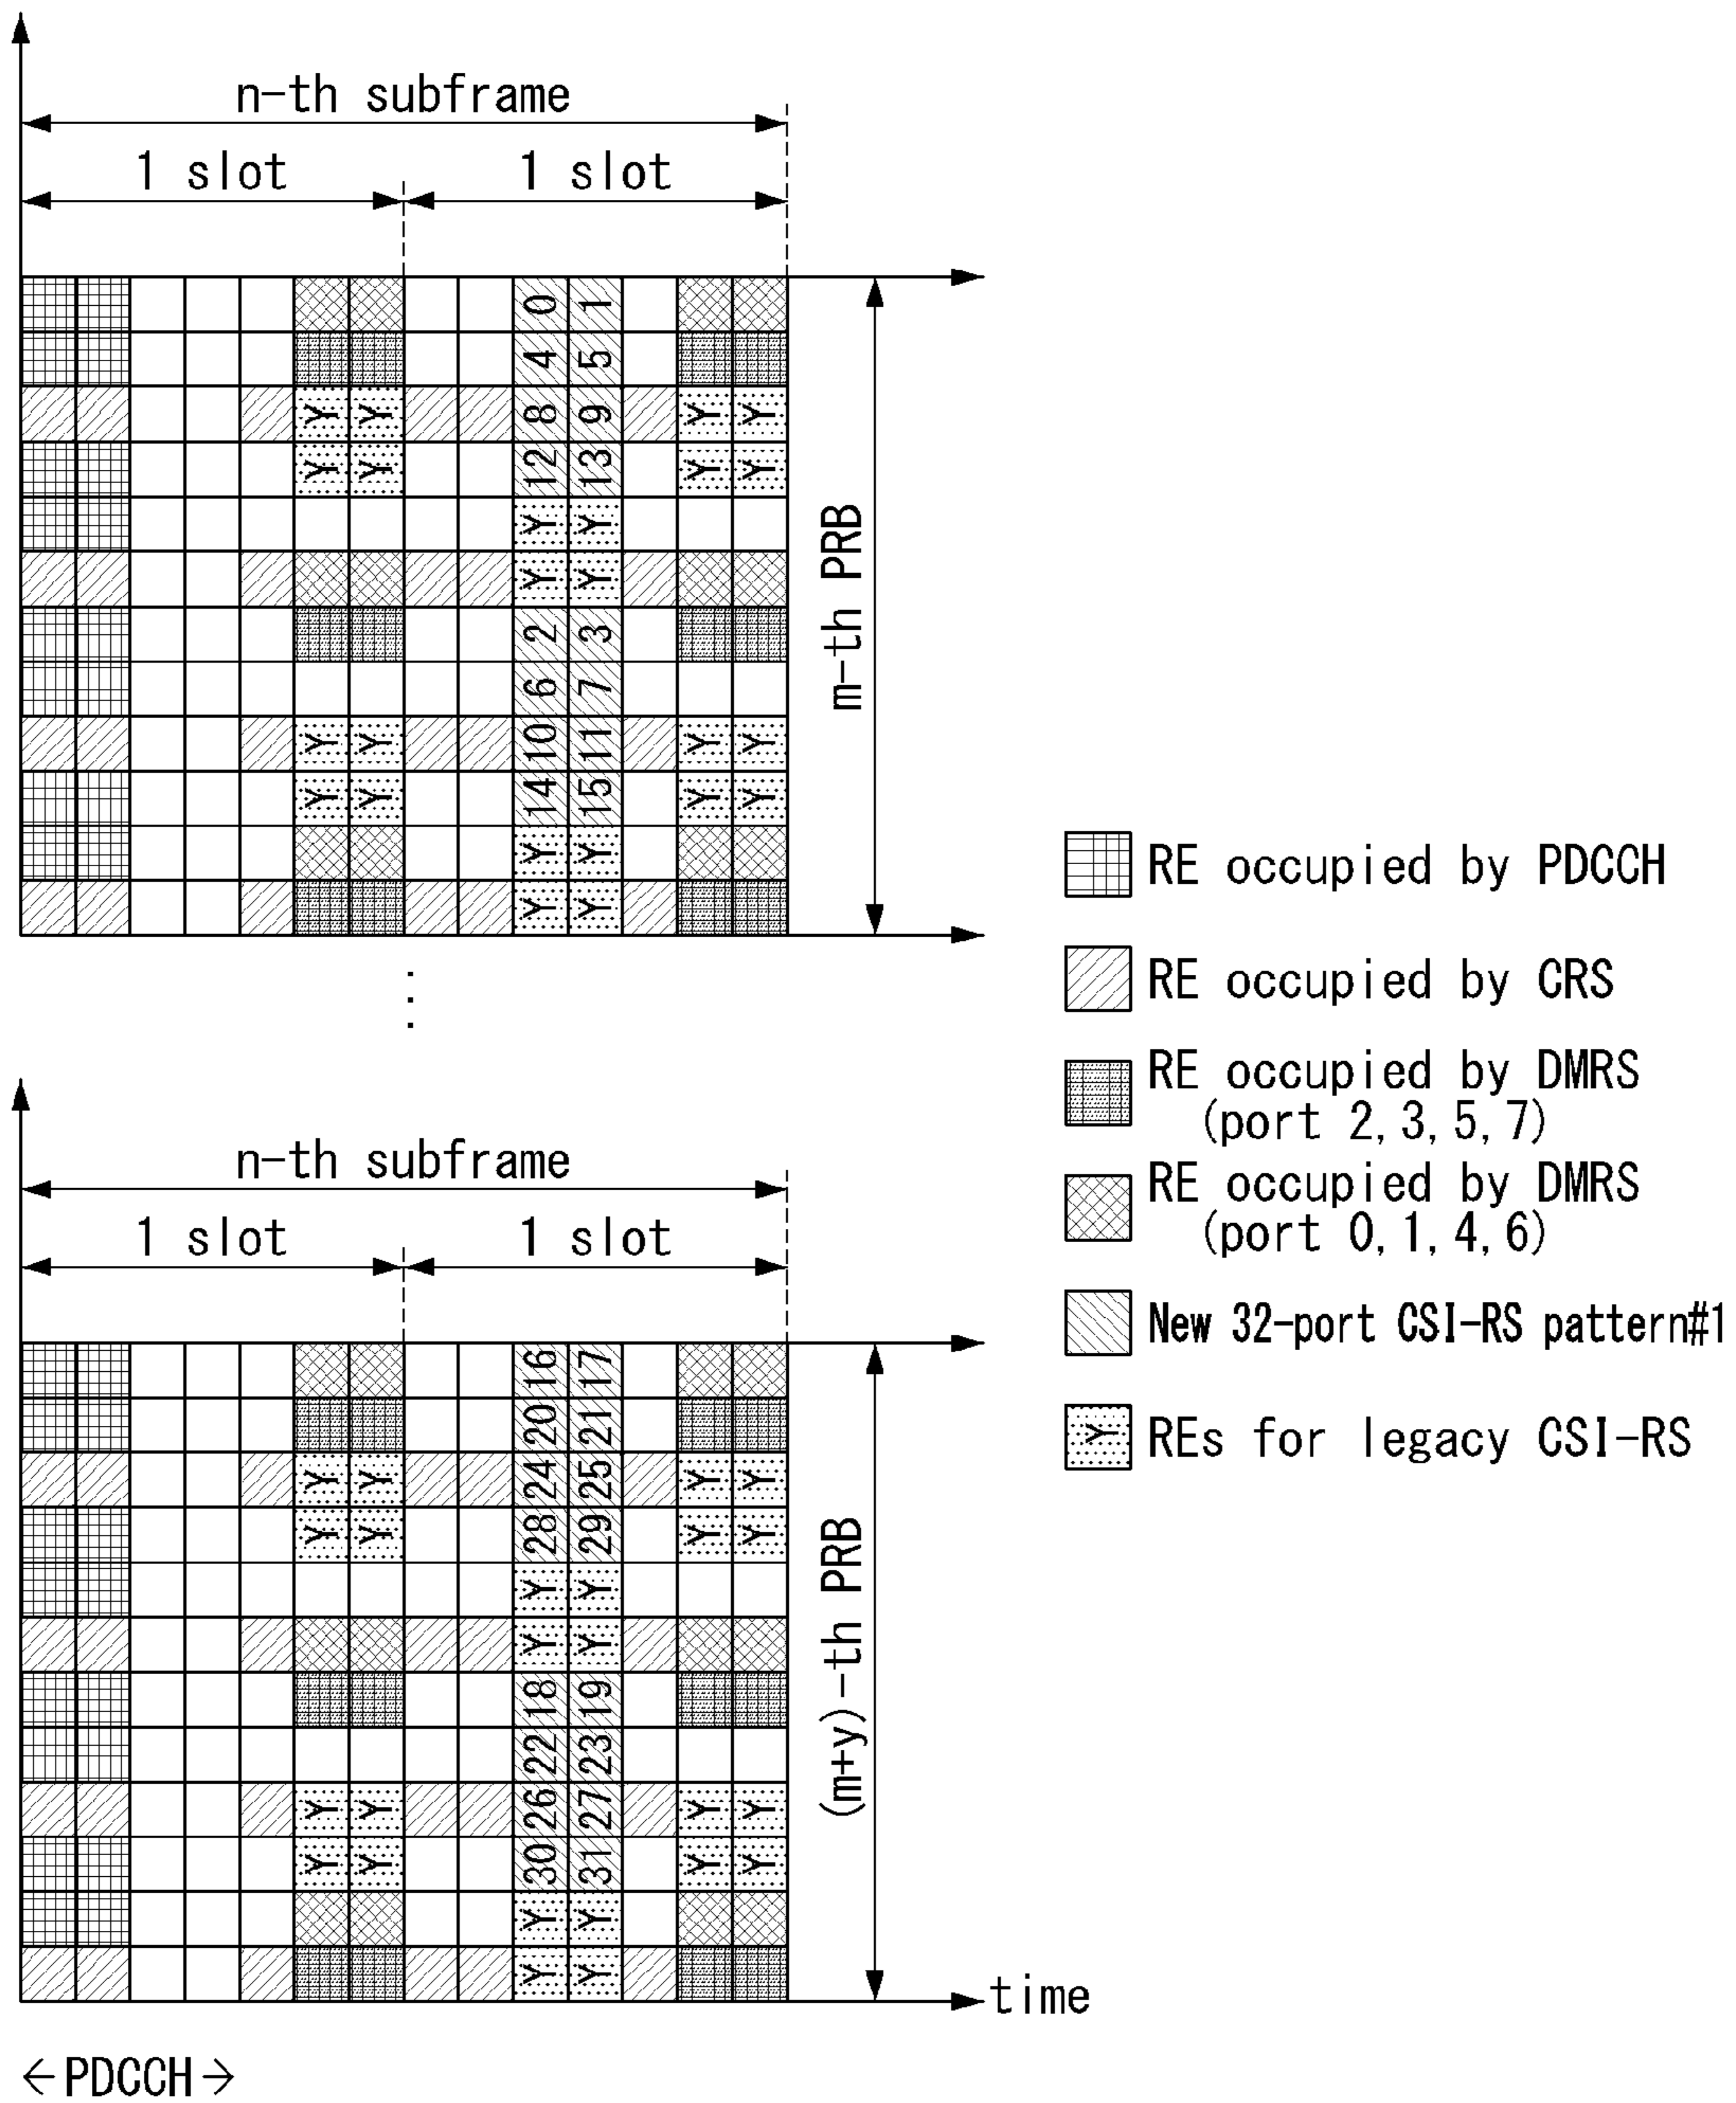 n-th subframe
1 slot 1 slot
0 1
4 5
Y Y 8 9 Y Y
Y Y 12 13 Y Y
Y Y
Y Y
2 3
6 7
Y Y 10 11 Y Y
Y Y 14 15 Y Y
Y Y
Y Y
m-th PRB
n-th subframe
1 slot 1 slot
16 17
20 21
Y Y 24 25 Y Y
Y Y 28 29 Y Y
Y Y
Y Y
18 19
22 23
Y Y 26 27 Y Y
Y Y 30 31 Y Y
Y Y
Y Y
(m+y)-th PRB
time
PDCCH
RE occupied by PDCCH
RE occupied by CRS
RE occupied by DMRS
(port 2,3,5,7)
RE occupied by DMRS
(port 0,1,4,6)
New 32-port CSI-RS pattern#1
Y REs for legacy CSI-RS